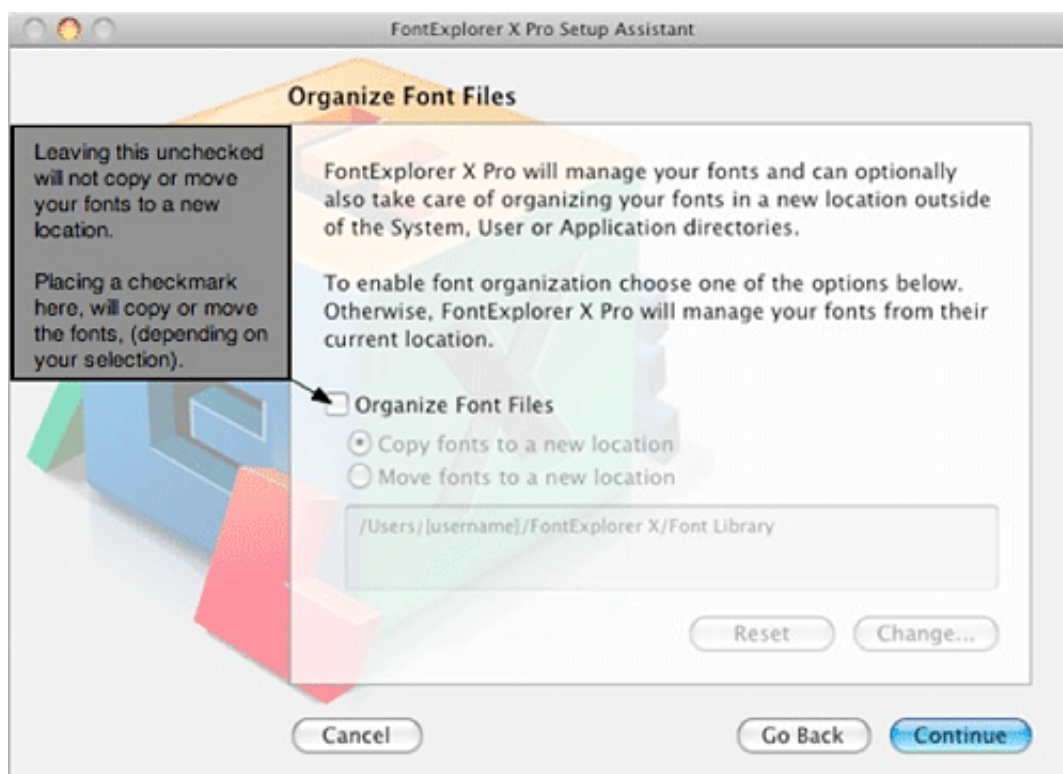 FontExplorer X Pro Setup Assistant
Organize Font Files
Leaving this unchecked
will not copy or move
your fonts to a new
location.
Placing a checkmark
here, will copy or move
the fonts, (depending on
your selection).
FontExplorer X Pro will manage your fonts and can optionally
also take care of organizing your fonts in a new location outside
of the System, User or Application directories.
To enable font organization choose one of the options below.
Otherwise, FontExplorer X Pro will manage your fonts from their
current location.
Organize Font Files
Copy fonts to a new location
Move fonts to a new location
/Users/[username]/FontExplorer X/Font Library
Reset
Change...
Cancel
Go Back
Continue